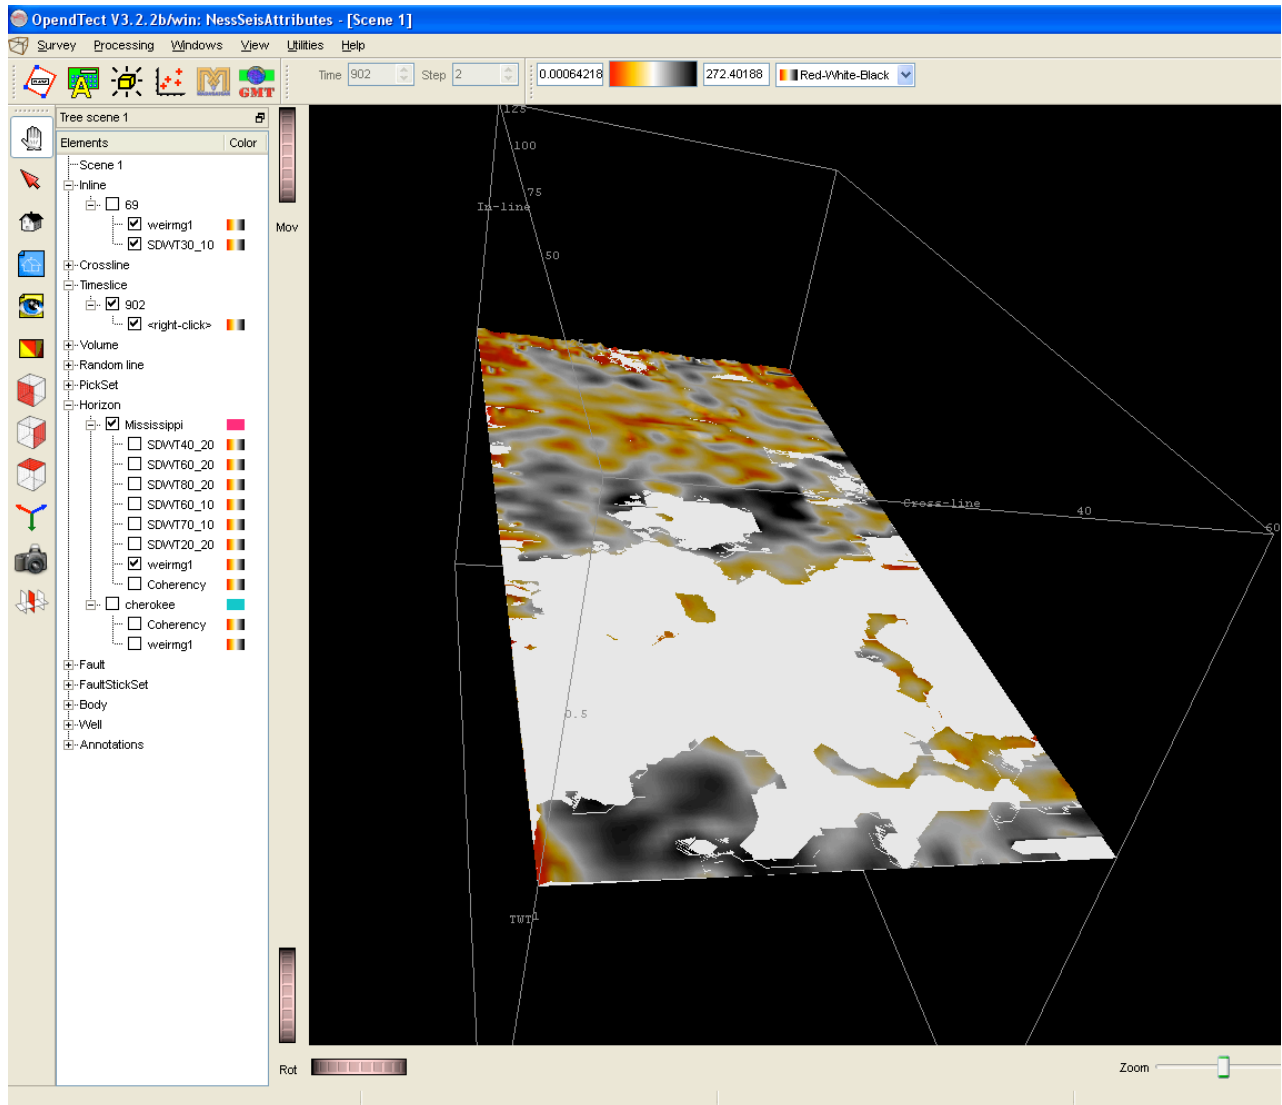 OpendTect V3.2.2b/win: NessSeisAttributes - [Scene 1]
Survey Processing Windows View Utilities Help
RAW
A
M
GMT
Time 902 Step 2 0.00064218 272.40188 Red-White-Black
Tree scene 1
Elements Color
Scene 1
Inline
69
weirmg1
SDWT30_10
Crossline
Timeslice
902
<right-click>
Volume
Random line
PickSet
Horizon
Mississippi
SDWT40_20
SDWT60_20
SDWT80_20
SDWT60_10
SDWT70_10
SDWT20_20
weirmg1
Coherency
cherokee
Coherency
weirmg1
Fault
FaultStickSet
Body
Well
Annotations
Mov
Rot
125
100
75
In-line
50
Cross-line
40
60
0.5
TWT
1
Zoom